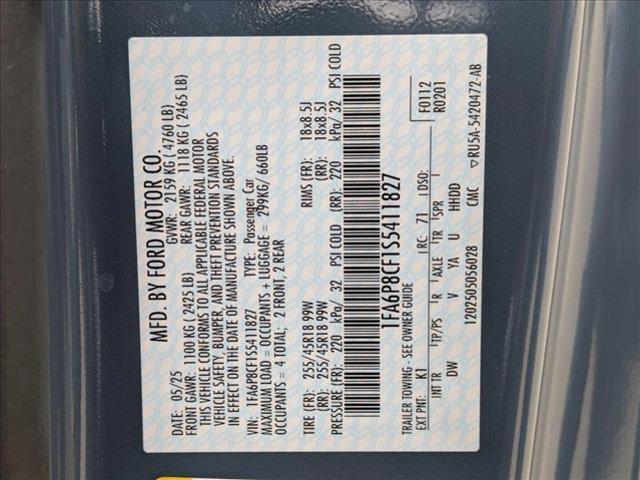 MFD. BY FORD MOTOR CO.
DATE: 05/25 GVWR: 2159 KG ( 4760 LB)
FRONT GAWR: 1100 KG ( 2425 LB) REAR GAWR: 1118 KG ( 2465 LB)
THIS VEHICLE CONFORMS TO ALL APPLICABLE FEDERAL MOTOR
VEHICLE SAFETY, BUMPER, AND THEFT PREVENTION STANDARDS
IN EFFECT ON THE DATE OF MANUFACTURE SHOWN ABOVE.
VIN: 1FA6P8CF1S5411827 TYPE: Passenger Car
MAXIMUM LOAD = OCCUPANTS + LUGGAGE = 299KG/ 660LB
OCCUPANTS = 4 TOTAL; 2 FRONT, 2 REAR
TIRE (FR): 255/45R18 99W RIMS (FR): 18x8.5J
(RR): 255/45R18 99W (RR): 18x8.5J
PRESSURE (FR): 220 kPa/ 32 PSI COLD (RR): 220 kPa/ 32 PSI COLD
1FA6P8CF1S5411827
TRAILER TOWING - SEE OWNER GUIDE F0112
EXT PNT: K1 RC: 71 DSO: R0201
INT TR TP/PS R AXLE TR SPR T
DW V YA U HHDD
120250505056028 CMC ▽RU5A-5420472-AB